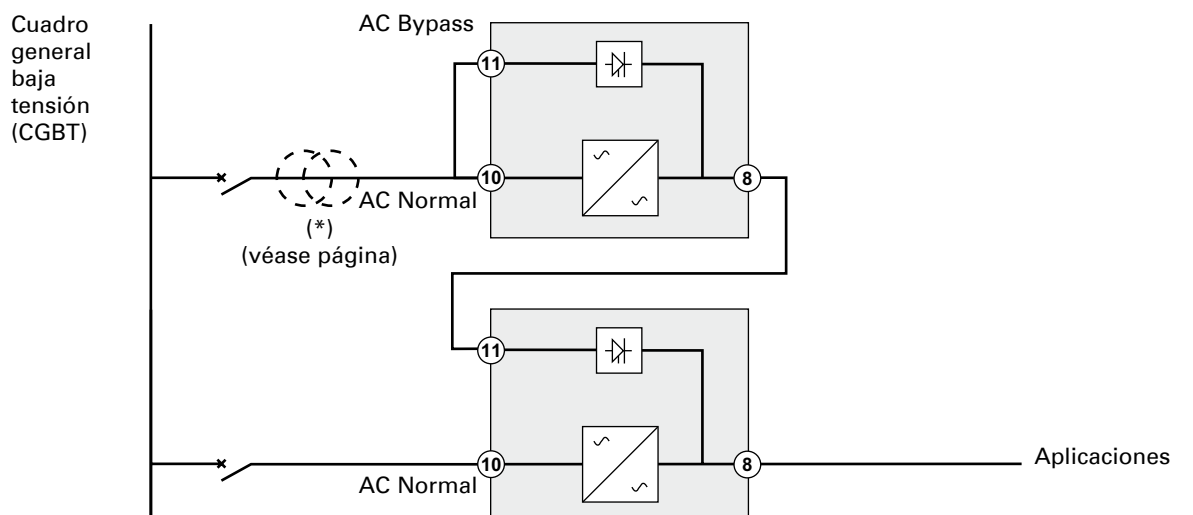 Cuadro
general
baja
tensión
(CGBT)
AC Bypass
11
10
8
AC Normal
(*)
(véase página)
11
10
8
AC Normal
Aplicaciones